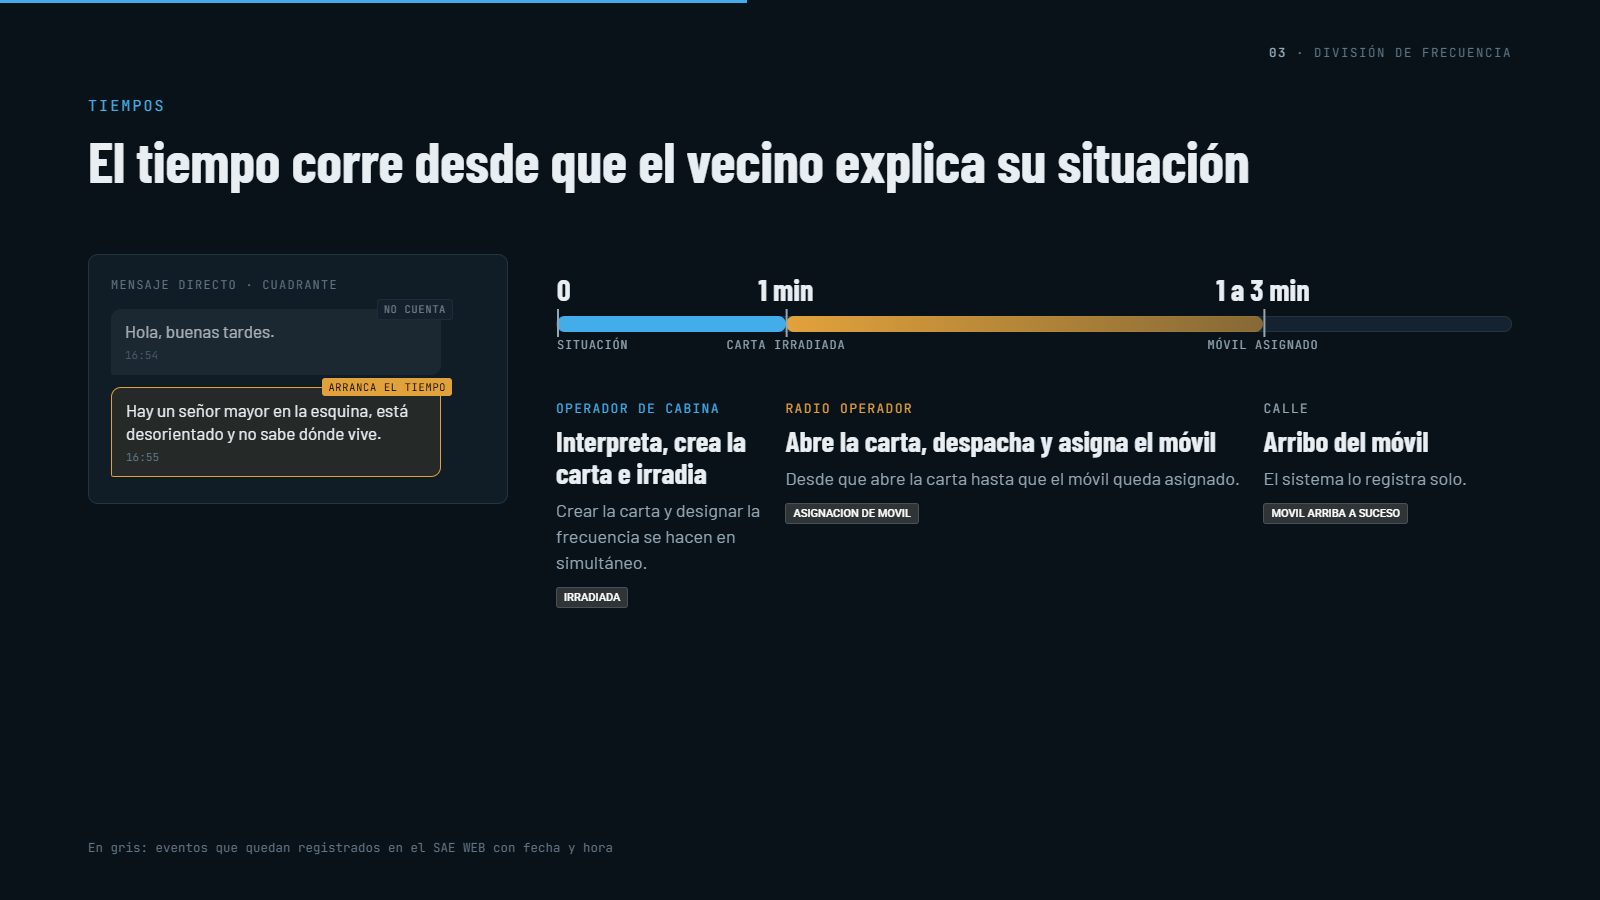 03 · DIVISIÓN DE FRECUENCIA
TIEMPOS
El tiempo corre desde que el vecino explica su situación
MENSAJE DIRECTO · CUADRANTE
NO CUENTA
Hola, buenas tardes.
16:54
ARRANCA EL TIEMPO
Hay un señor mayor en la esquina, está
desorientado y no sabe dónde vive.
16:55
0
1 min
1 a 3 min
SITUACIÓN
CARTA IRRADIADA
MÓVIL ASIGNADO
OPERADOR DE CABINA
Interpreta, crea la
carta e irradia
Crear la carta y designar la
frecuencia se hacen en
simultáneo.
IRRADIADA
RADIO OPERADOR
Abre la carta, despacha y asigna el móvil
Desde que abre la carta hasta que el móvil queda asignado.
ASIGNACION DE MOVIL
CALLE
Arribo del móvil
El sistema lo registra solo.
MOVIL ARRIBA A SUCESO
En gris: eventos que quedan registrados en el SAE WEB con fecha y hora